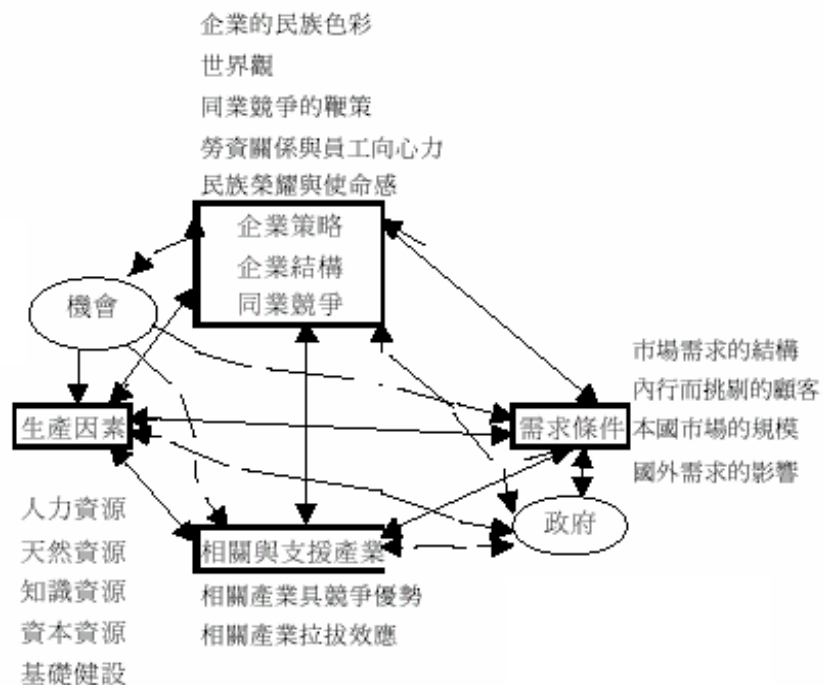 企業的民族色彩
世界觀
同業競爭的鞭策
勞資關係與員工向心力
民族榮耀與使命感
企業策略
企業結構
同業競爭
機會
市場需求的結構
內行而挑剔的顧客
本國市場的規模
國外需求的影響
生產因素
需求條件
政府
人力資源
天然資源
知識資源
資本資源
基礎健設
相關與支援產業
相關產業具競爭優勢
相關產業拉拔效應